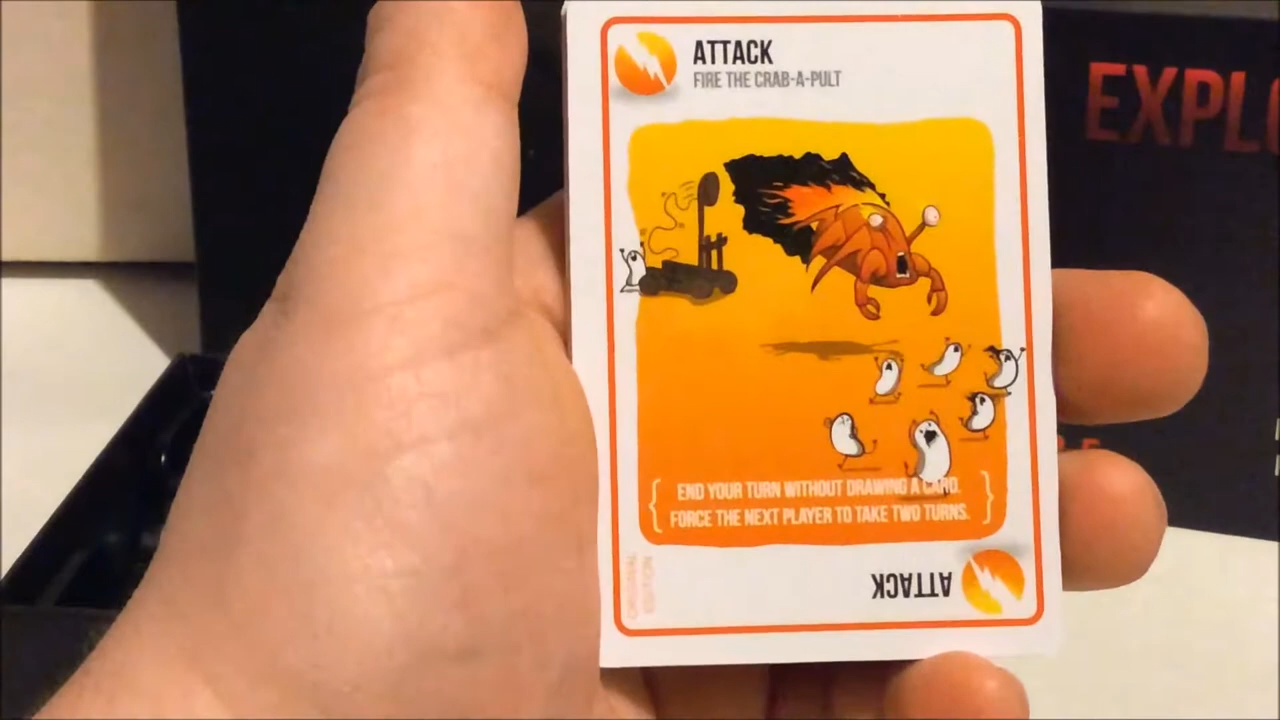 ATTACK
FIRE THE CRAB-A-PULT
EXPLO
END YOUR TURN WITHOUT DRAWING A CARD.
FORCE THE NEXT PLAYER TO TAKE TWO TURNS.
ATTACK